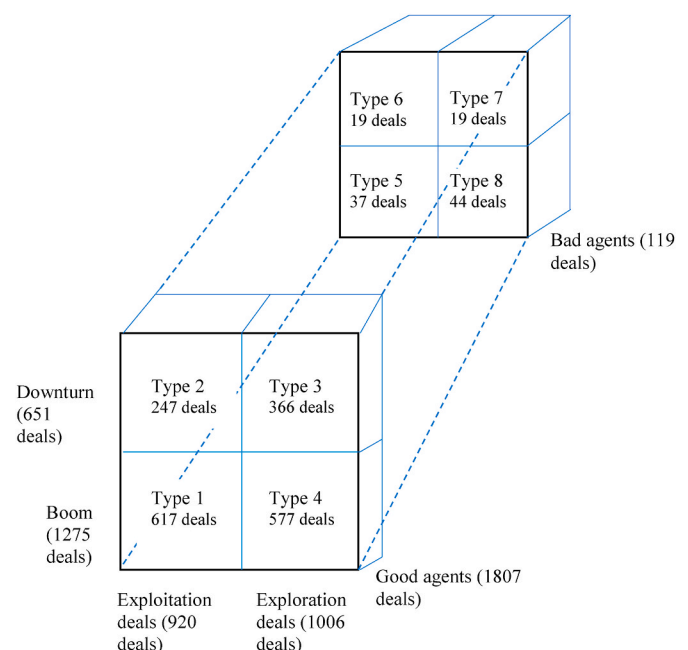 Type 6
19 deals
Type 7
19 deals
Type 5
37 deals
Type 8
44 deals
Bad agents (119
deals)
Downturn
(651
deals)
Type 2
247 deals
Type 3
366 deals
Boom
(1275
deals)
Type 1
617 deals
Type 4
577 deals
Good agents (1807
deals)
Exploitation
deals (920
deals)
Exploration
deals (1006
deals)